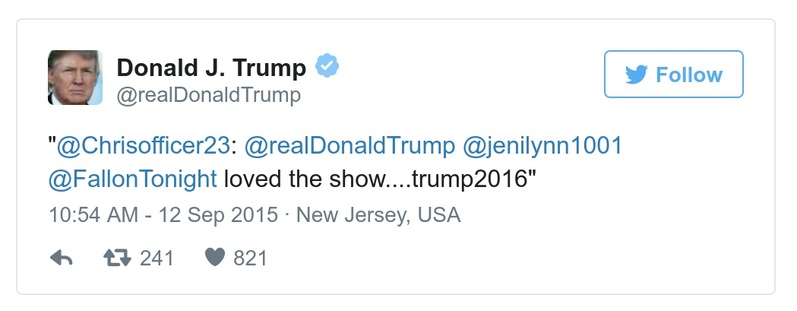 Donald J. Trump
@realDonaldTrump
Follow
"@Chrisofficer23: @realDonaldTrump @jenilynn1001
@FallonTonight loved the show....trump2016"
10:54 AM - 12 Sep 2015 · New Jersey, USA
241 821